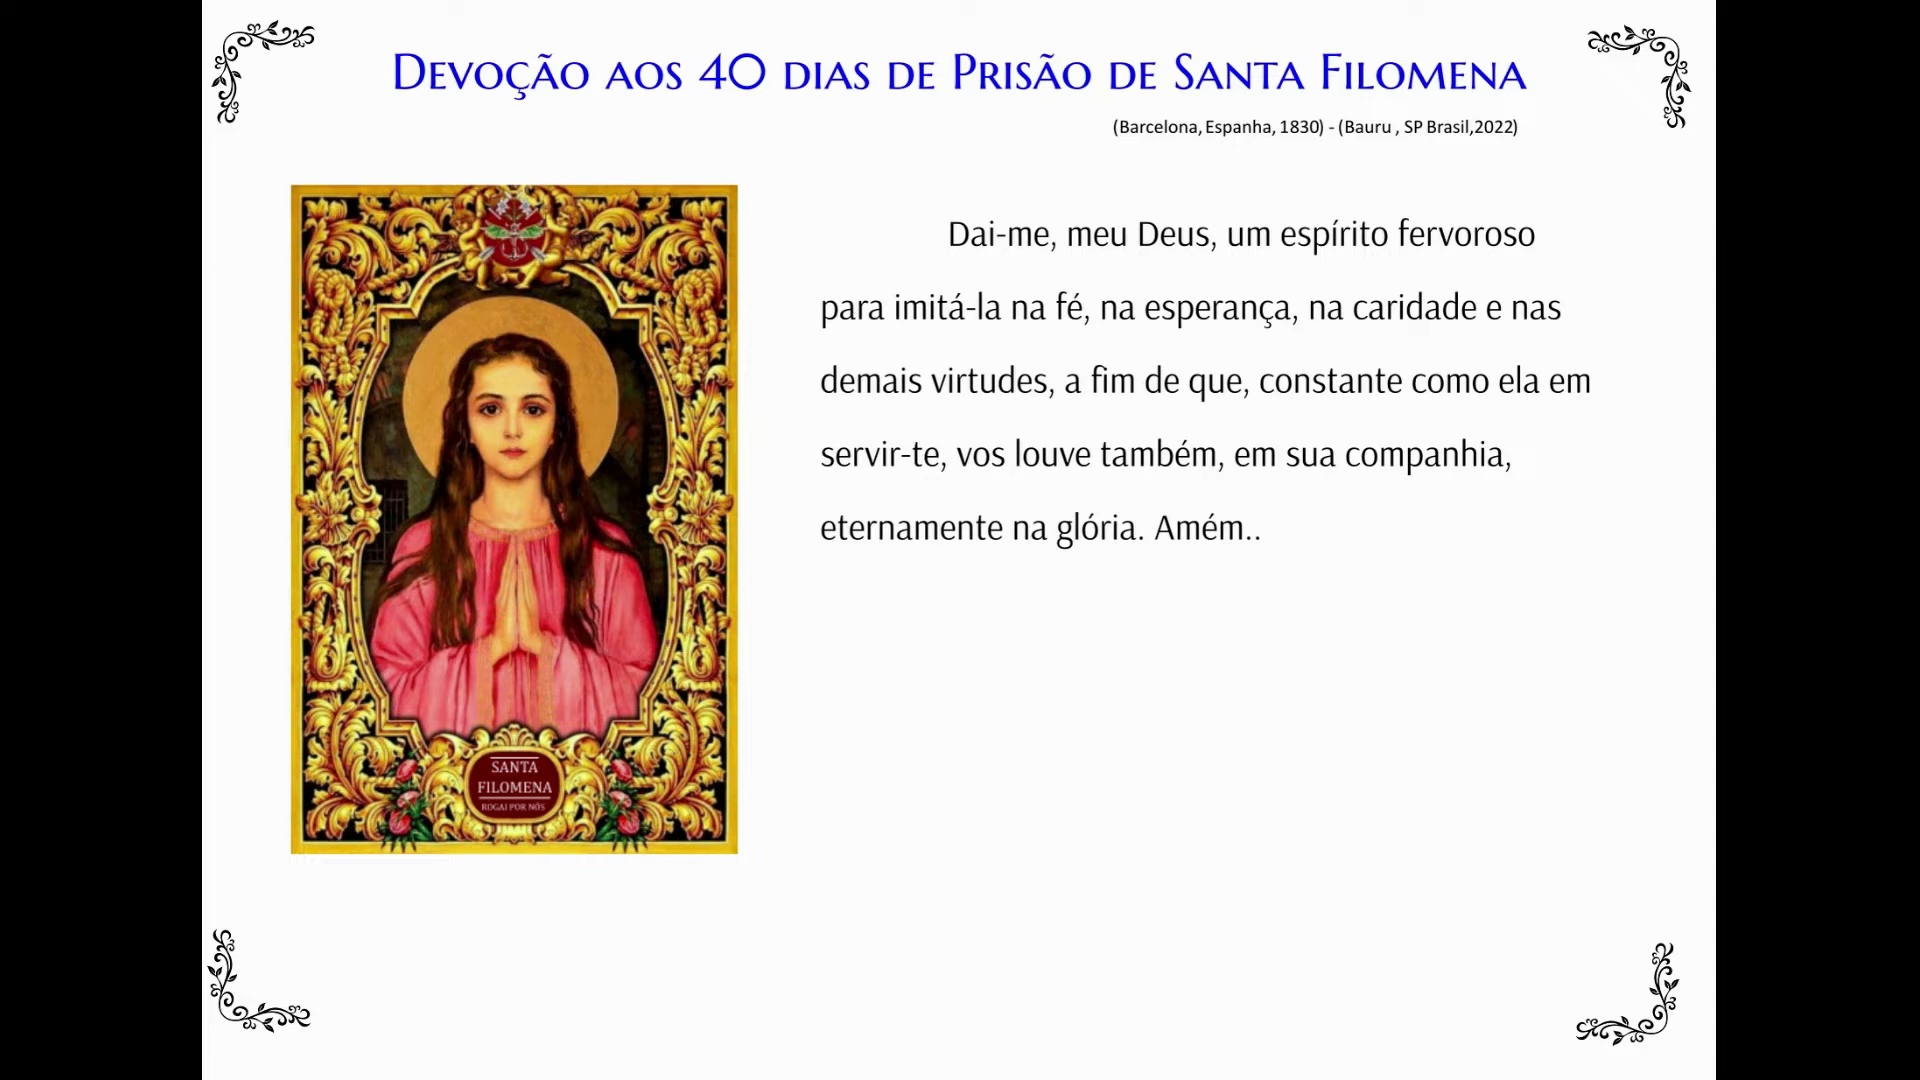 Devoção aos 40 dias de Prisão de Santa Filomena
(Barcelona, Espanha, 1830) - (Bauru , SP Brasil,2022)
Dai-me, meu Deus, um espírito fervoroso
para imitá-la na fé, na esperança, na caridade e nas
demais virtudes, a fim de que, constante como ela em
servir-te, vos louve também, em sua companhia,
eternamente na glória. Amém..
SANTA
FILOMENA
ROGAI POR NÓS